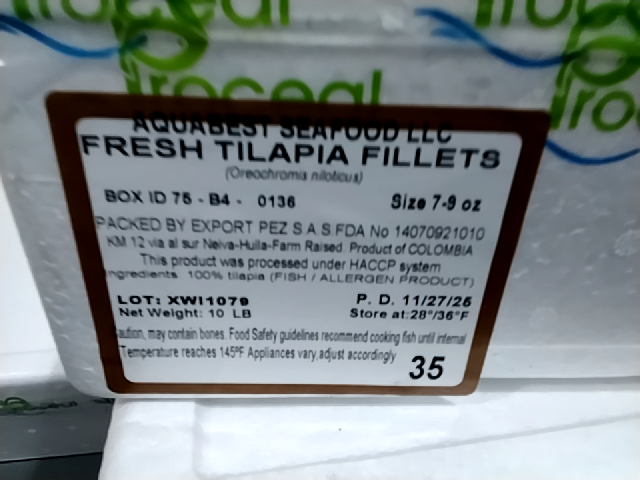 Proceal
AQUABEST SEAFOOD LLC
FRESH TILAPIA FILLETS
(Oreochromis niloticus)
BOX ID 75 - B4 - 0136 Size 7-9 oz
PACKED BY EXPORT PEZ S A S.FDA No 14070921010
KM 12 via al sur Neiva-Huila-Farm Raised. Product of COLOMBIA
This product was processed under HACCP system
ngredients 100% tilapia (FISH / ALLERGEN PRODUCT)
LOT: XWI1079 P. D. 11/27/25
Net Weight: 10 LB Store at:28°/36°F
aution, may contain bones. Food Safety guidelines recommend cooking fish until internal
Temperature reaches 145ºF Appliances vary,adjust accordingly
35